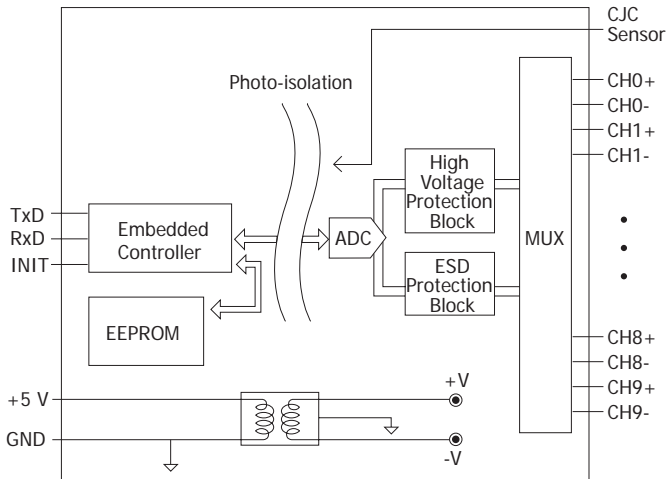 CJC
Sensor
Photo-isolation
CH0+
CH0-
CH1+
CH1-
High
Voltage
Protection
Block
TxD
RxD
INIT
Embedded
Controller
ADC
MUX
ESD
Protection
Block
EEPROM
CH8+
CH8-
CH9+
CH9-
+5 V
GND
+V
-V